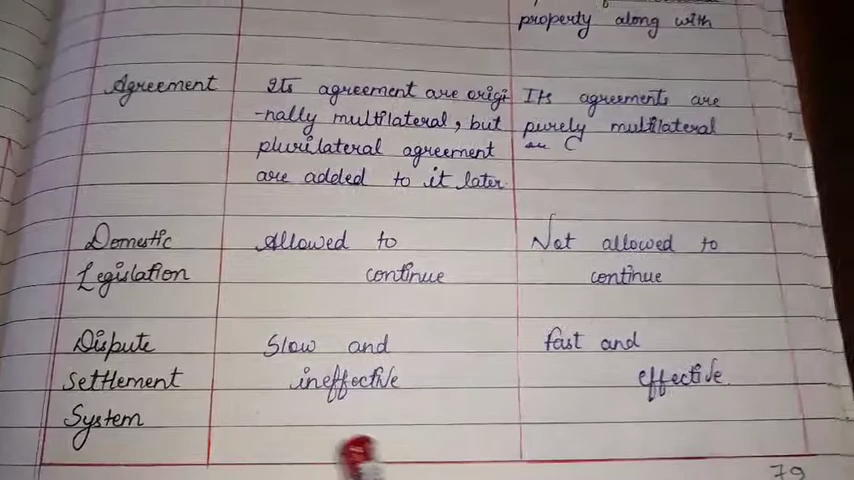 property along with
Agreement
Its agreement are origi
-nally multilateral, but
plurilateral agreement
are added to it later.
Its agreements are
purely multilateral
Domestic
Legislation
Allowed to
continue
Not allowed to
continue
Dispute
Settlement
System
Slow and
ineffective
fast and
effective.
79